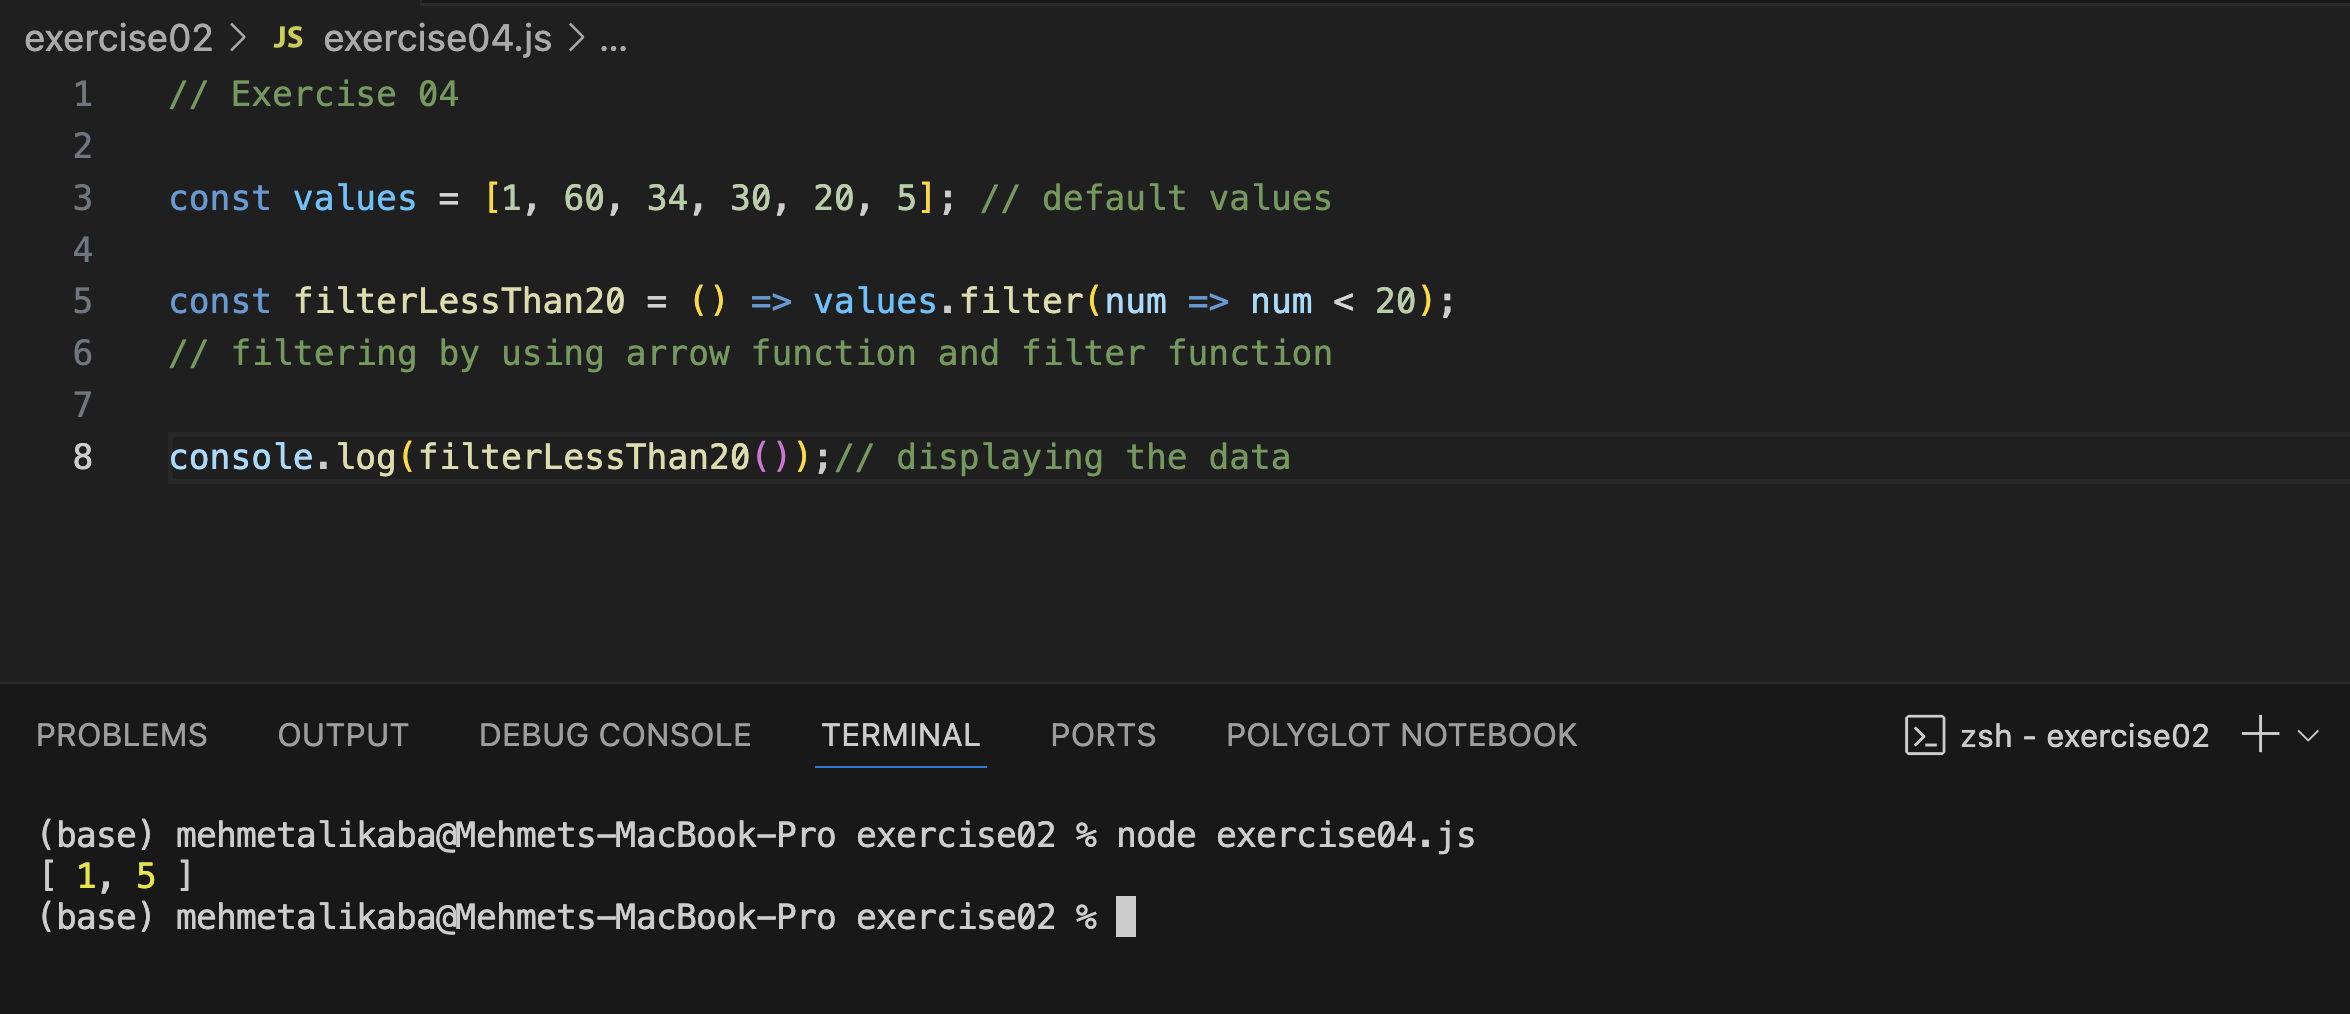 exercise02 > JS exercise04.js > ...
1 // Exercise 04
2
3 const values = [1, 60, 34, 30, 20, 5]; // default values
4
5 const filterLessThan20 = () => values.filter(num => num < 20);
6 // filtering by using arrow function and filter function
7
8 console.log(filterLessThan20());// displaying the data
PROBLEMS OUTPUT DEBUG CONSOLE TERMINAL PORTS POLYGLOT NOTEBOOK zsh - exercise02
(base) mehmetalikaba@Mehmets-MacBook-Pro exercise02 % node exercise04.js
[ 1, 5 ]
(base) mehmetalikaba@Mehmets-MacBook-Pro exercise02 %